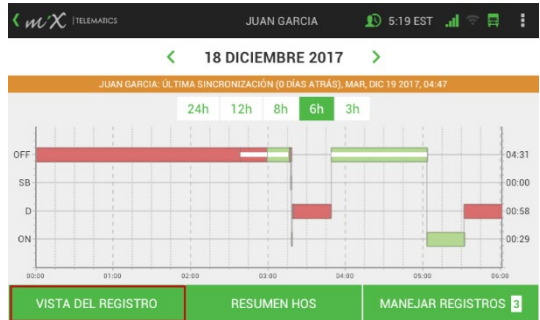 miX | TELEMATICS JUAN GARCIA 5:19 EST
18 DICIEMBRE 2017
JUAN GARCIA: ÚLTIMA SINCRONIZACIÓN (0 DÍAS ATRÁS), MAR, DIC 19 2017, 04:47
24h 12h 8h 6h 3h
OFF 04:31
SB 00:00
D 00:58
ON 00:29
00:00 01:00 02:00 03:00 04:00 05:00 06:00
VISTA DEL REGISTRO RESUMEN HOS MANEJAR REGISTROS 3